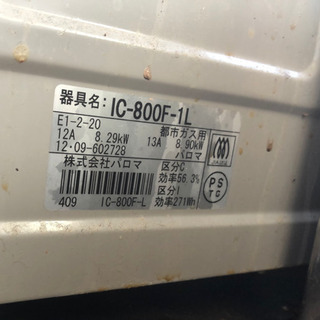 器具名: IC-800F-1L
E1-2-20 都市ガス用
12A 8.29kW 13A 8.90kW
12・09-602728 パロマ
株式会社パロマ 区分C
効率56.3%
区分I
効率271Wh
409 IC-800F-L
PS
TG